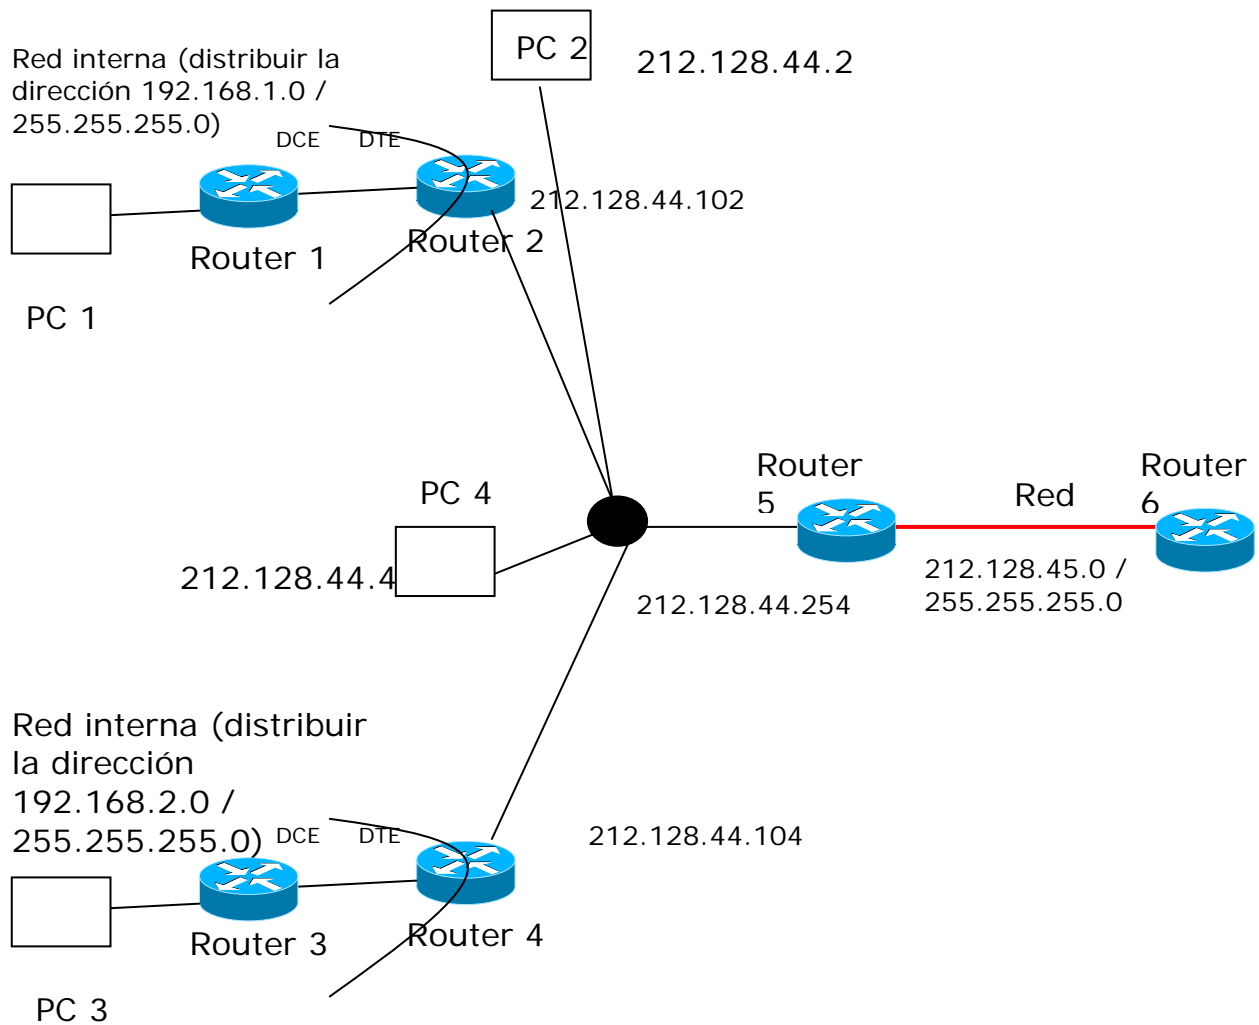 PC 2
212.128.44.2
Red interna (distribuir la
dirección 192.168.1.0 /
255.255.255.0)
DCE
DTE
212.128.44.102
Router 1
Router 2
PC 1
Router
5
Red
Router
6
PC 4
212.128.44.4
212.128.44.254
212.128.45.0 /
255.255.255.0
Red interna (distribuir
la dirección
192.168.2.0 /
255.255.255.0)
DCE
DTE
212.128.44.104
Router 3
Router 4
PC 3